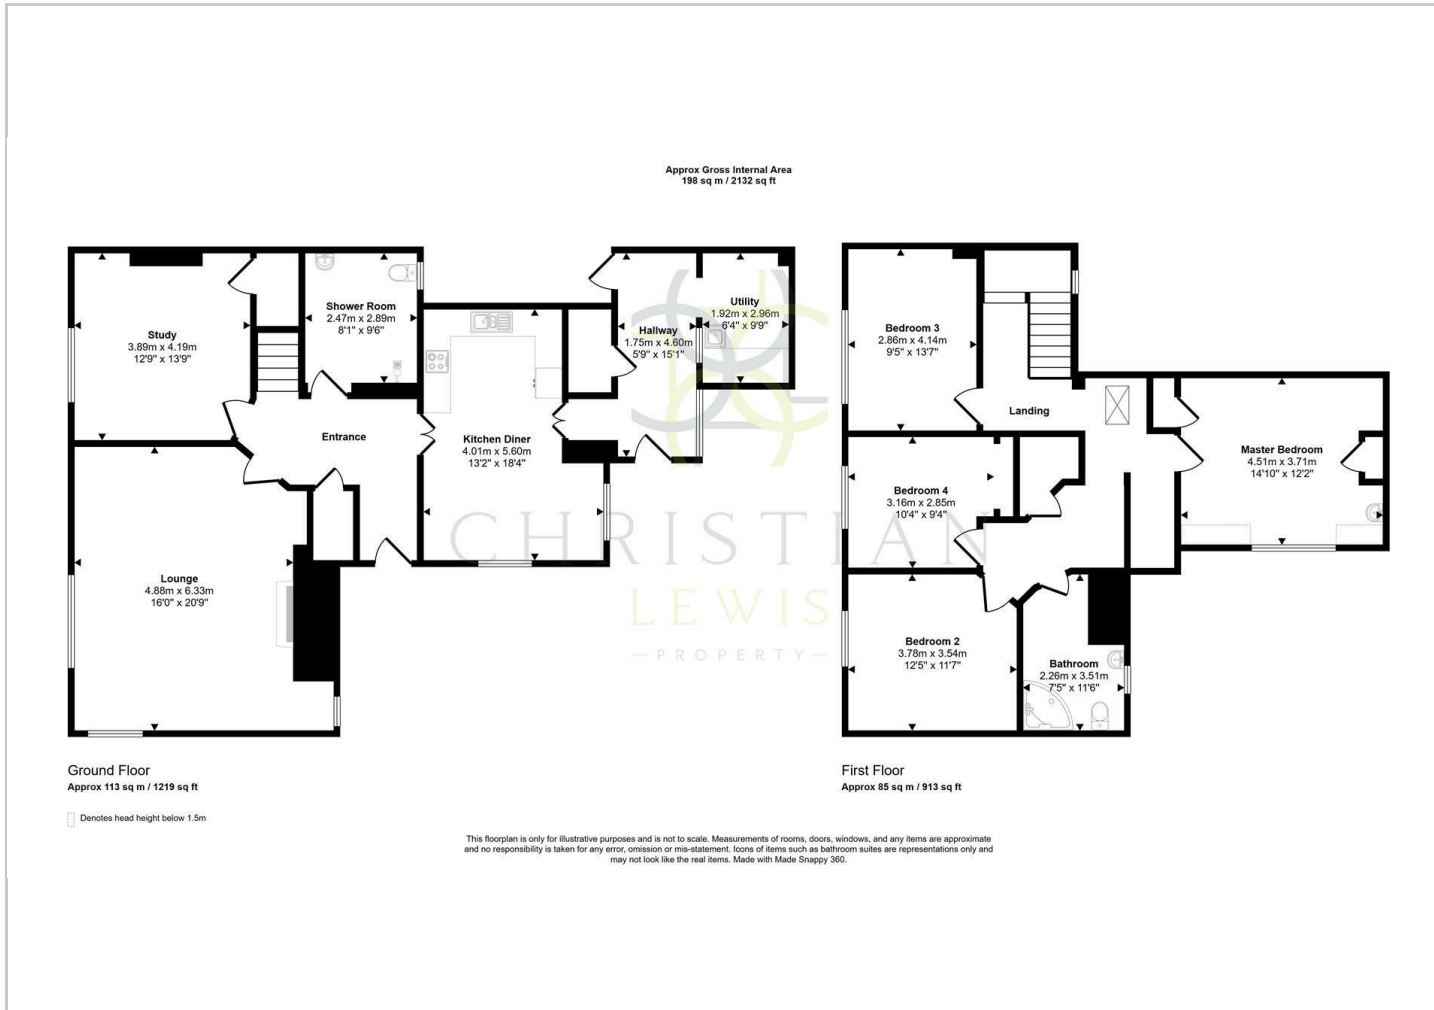 Approx Gross Internal Area
198 sq m / 2132 sq ft
Study
3.89m x 4.19m
12'9" x 13'9"
Shower Room
2.47m x 2.89m
8'1" x 9'6"
Entrance
Kitchen Diner
4.01m x 5.60m
13'2" x 18'4"
Hallway
1.75m x 4.60m
5'9" x 15'1"
Utility
1.92m x 2.96m
6'4" x 9'9"
Lounge
4.88m x 6.33m
16'0" x 20'9"
Bedroom 3
2.86m x 4.14m
9'5" x 13'7"
Landing
Master Bedroom
4.51m x 3.71m
14'10" x 12'2"
Bedroom 4
3.16m x 2.85m
10'4" x 9'4"
Bedroom 2
3.78m x 3.54m
12'5" x 11'7"
Bathroom
2.26m x 3.51m
7'5" x 11'6"
CHRISTIAN
LEWIS
PROPERTY
Ground Floor
Approx 113 sq m / 1219 sq ft
First Floor
Approx 85 sq m / 913 sq ft
Denotes head height below 1.5m
This floorplan is only for illustrative purposes and is not to scale. Measurements of rooms, doors, windows, and any items are approximate
and no responsibility is taken for any error, omission or mis-statement. Icons of items such as bathroom suites are representations only and
may not look like the real items. Made with Made Snappy 360.